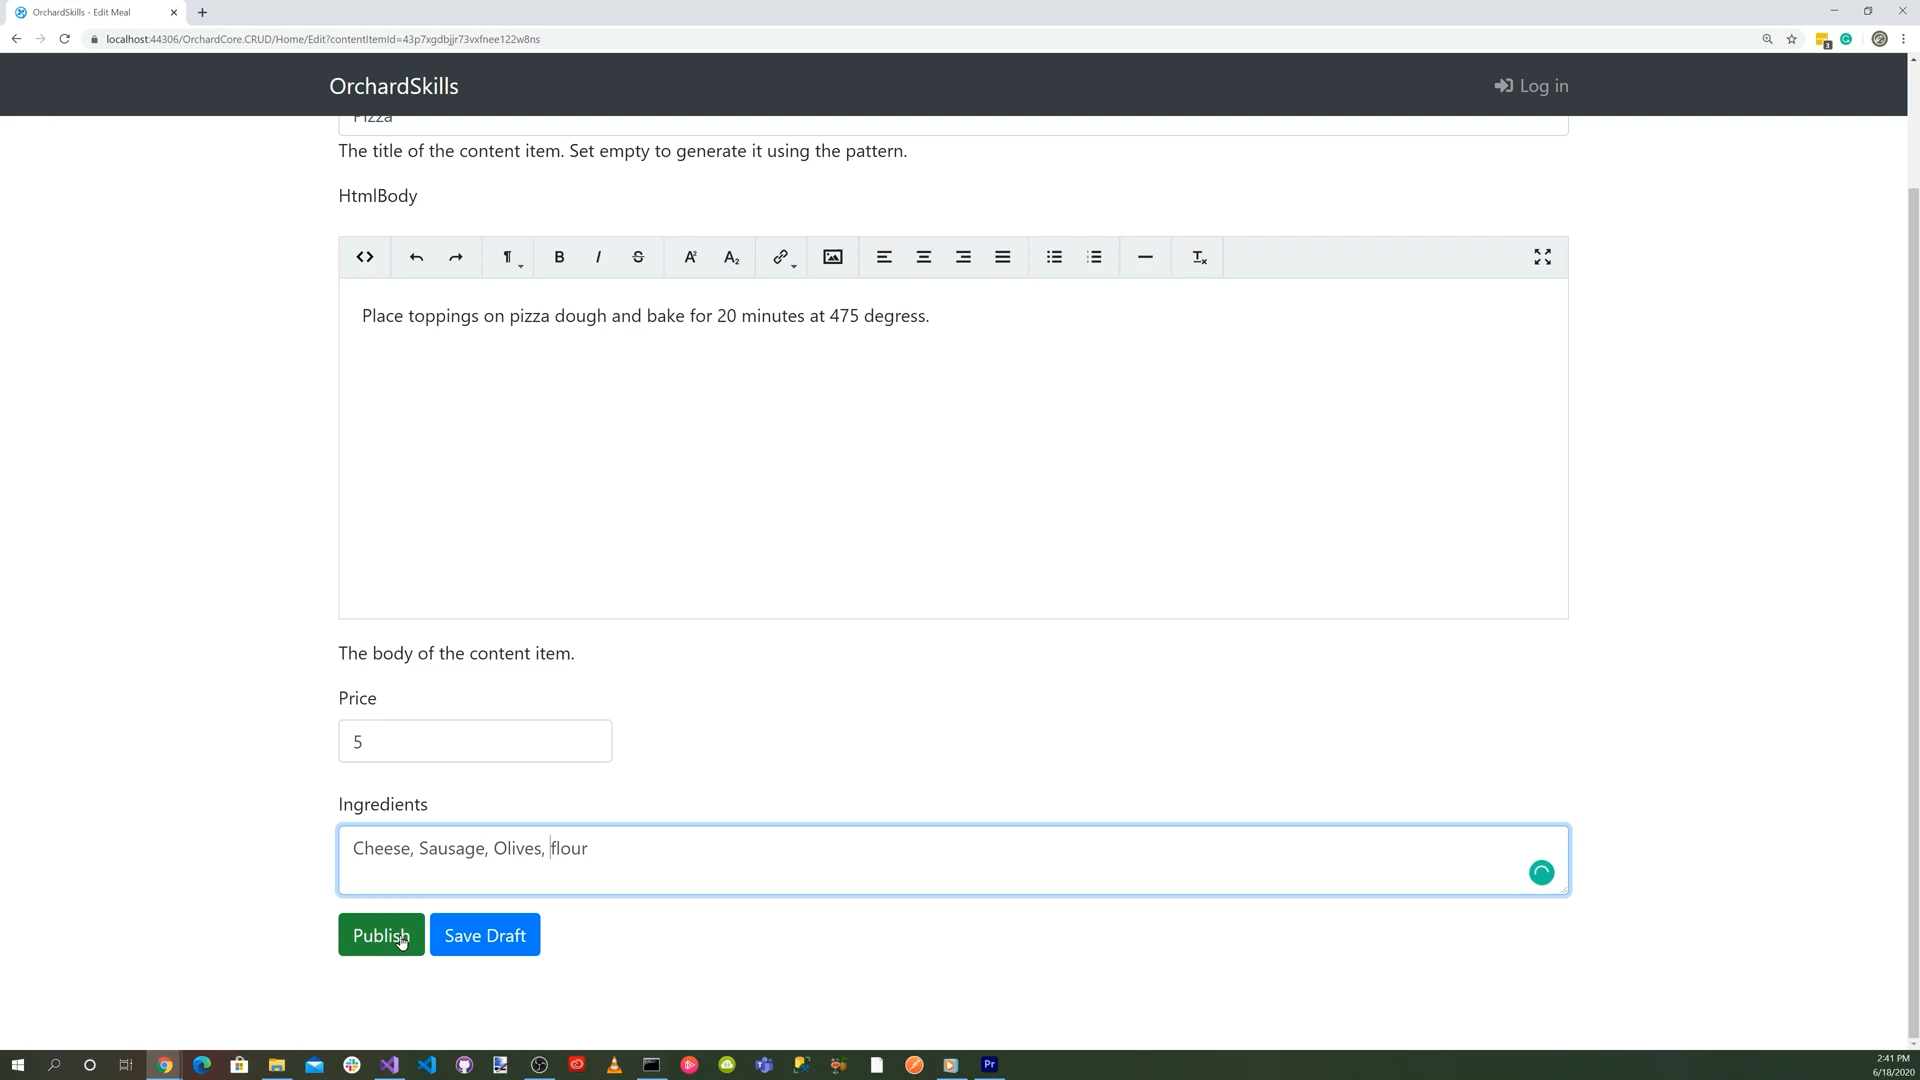 OrchardSkills - Edit Meal
localhost:44306/OrchardCore.CRUD/Home/Edit?contentItemId=43p7xgdbjjr73vxfnee122w8ns
OrchardSkills
Log in
Pizza
The title of the content item. Set empty to generate it using the pattern.
HtmlBody
Place toppings on pizza dough and bake for 20 minutes at 475 degress.
The body of the content item.
Price
5
Ingredients
Cheese, Sausage, Olives, flour
Publish Save Draft
2:41 PM
6/18/2020